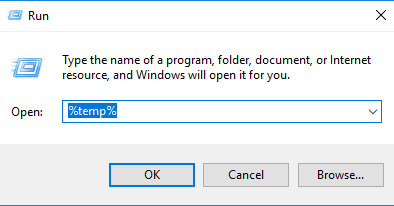 Run
Type the name of a program, folder, document, or Internet
resource, and Windows will open it for you.
Open: %temp%
OK Cancel Browse...